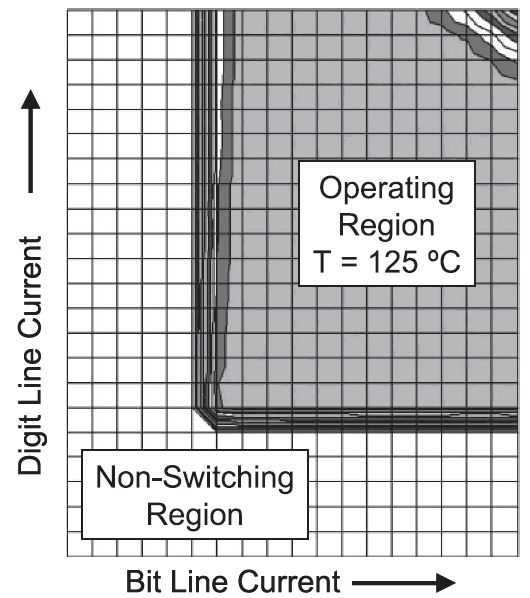 Operating
Region
T = 125 ºC
Digit Line Current
Non-Switching
Region
Bit Line Current